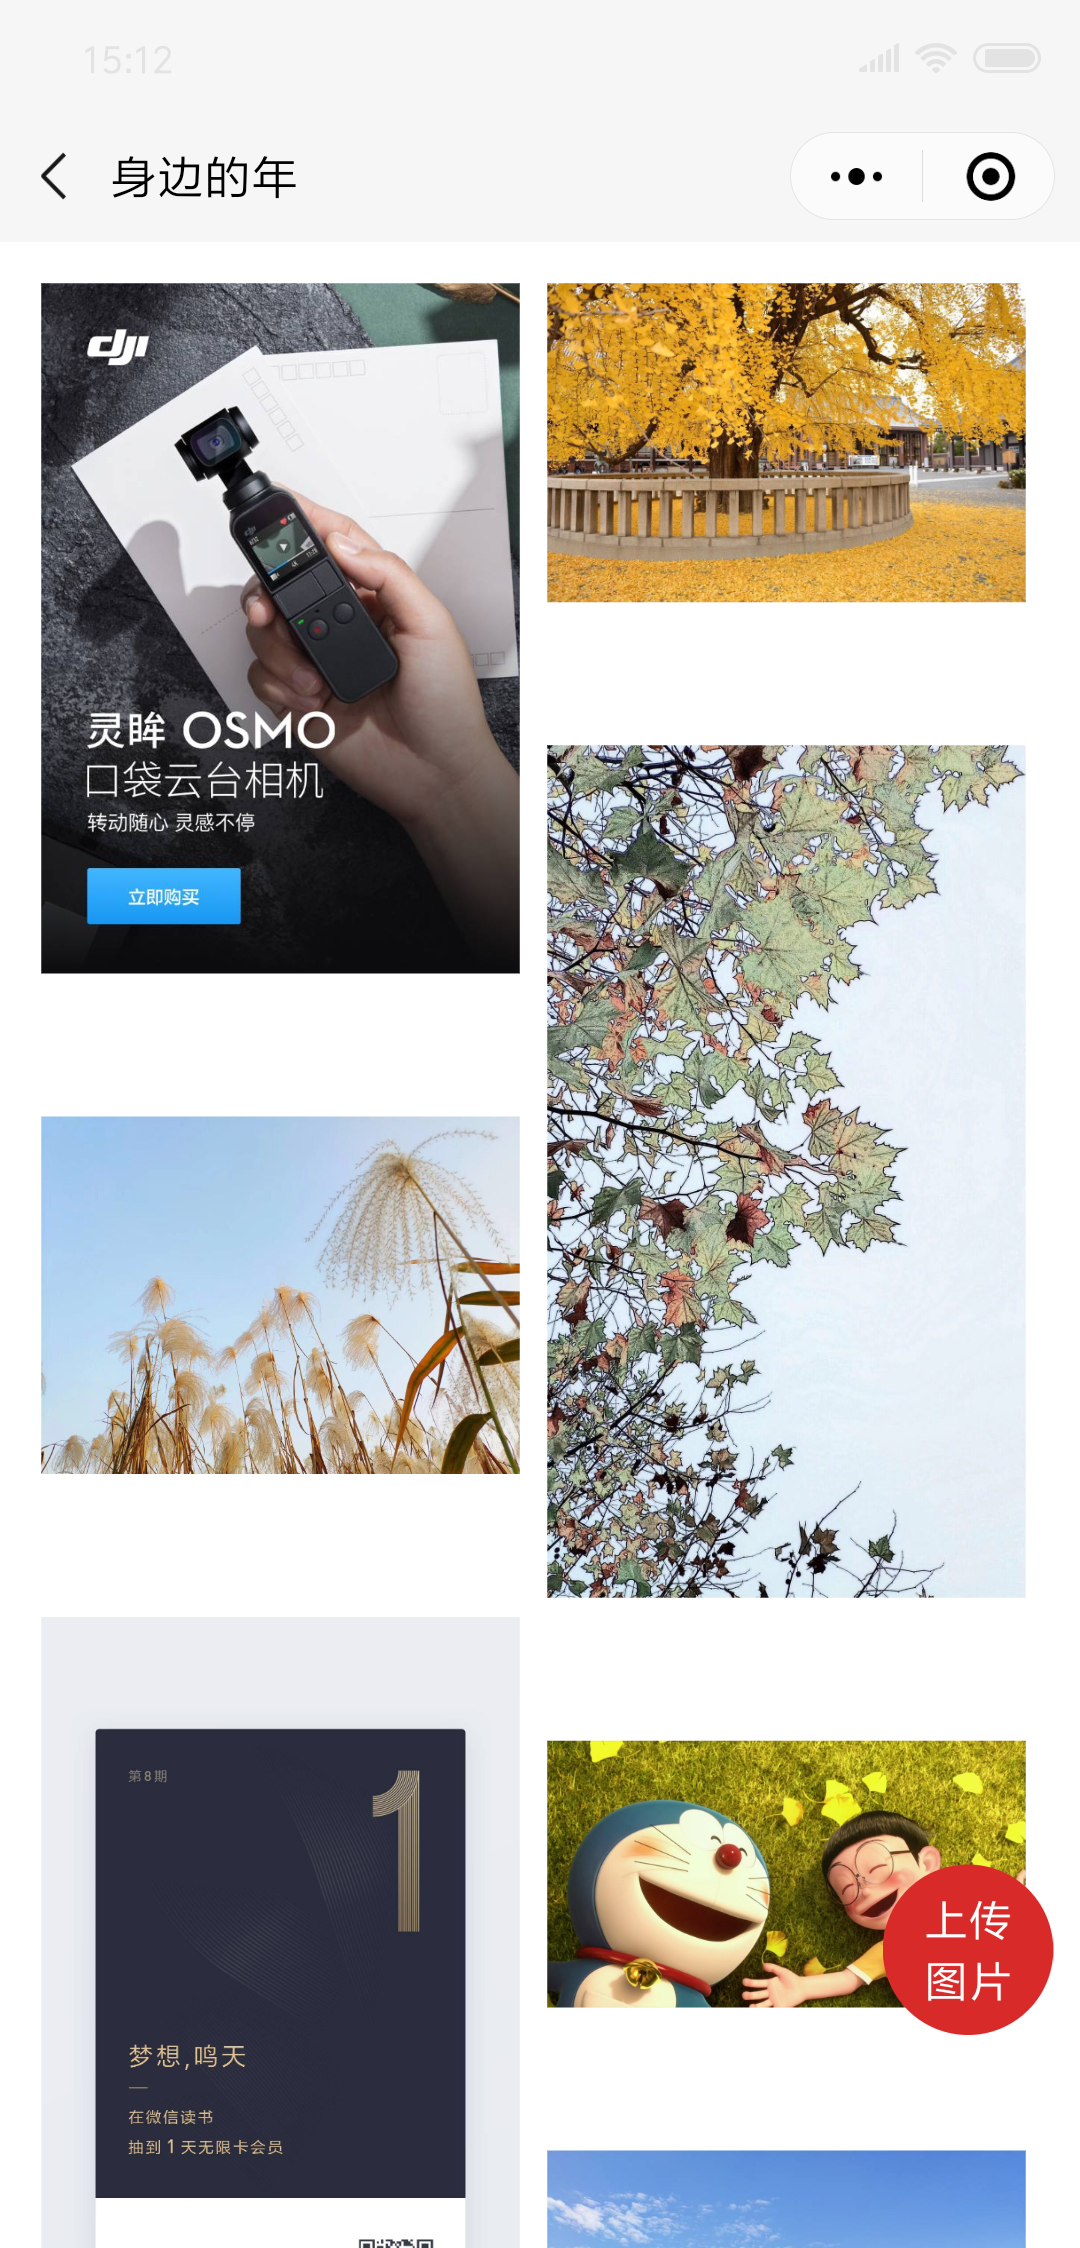 15:12
身边的年
dji
灵眸 OSMO
口袋云台相机
转动随心 灵感不停
立即购买
第8期
1
梦想,鸣天
在微信读书
抽到 1 天无限卡会员
上传
图片